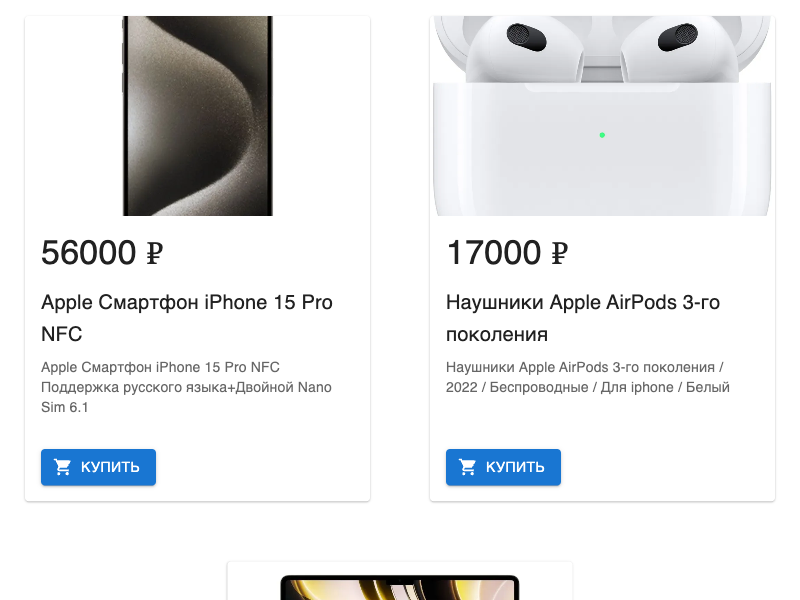 56000 ₽
Apple Смартфон iPhone 15 Pro
NFC
Apple Смартфон iPhone 15 Pro NFC
Поддержка русского языка+Двойной Nano
Sim 6.1
КУПИТЬ
17000 ₽
Наушники Apple AirPods 3-го
поколения
Наушники Apple AirPods 3-го поколения /
2022 / Беспроводные / Для iphone / Белый
КУПИТЬ